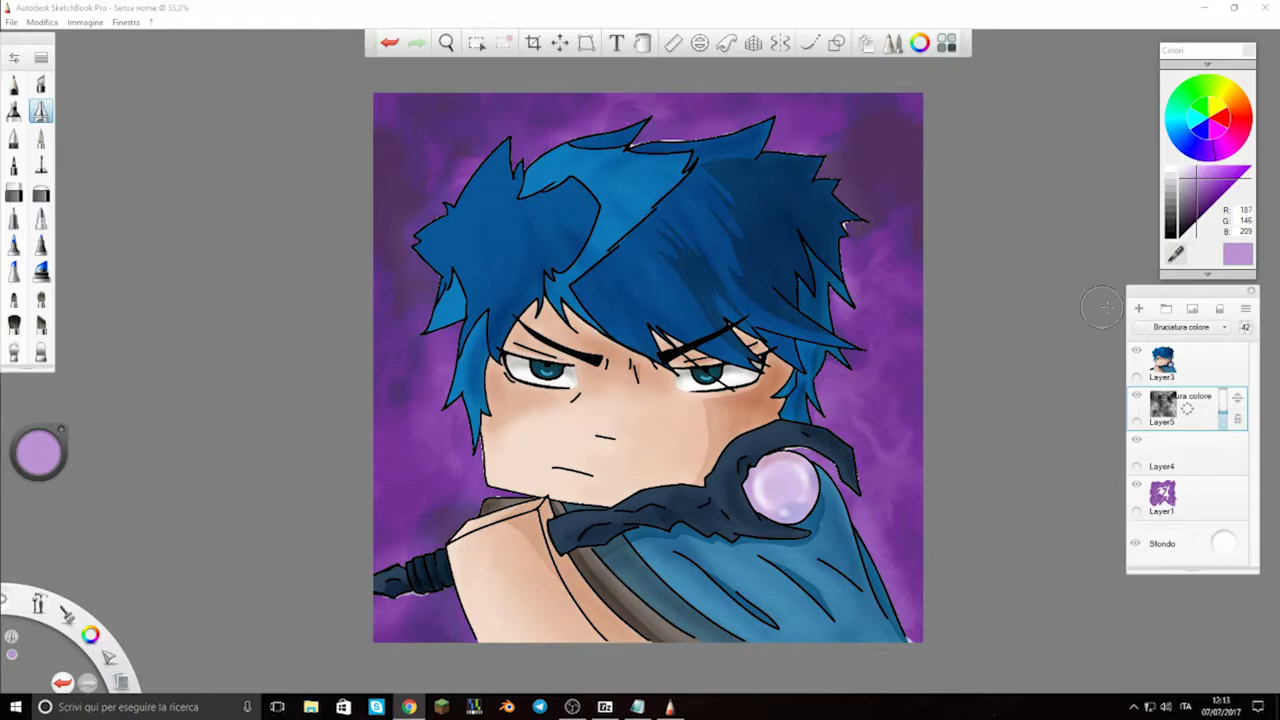 Autodesk SketchBook Pro - Senza nome @ 33,0%
File Modifica Immagine Finestra ?
Colori
R: 187
G: 146
B: 209
Bruciatura colore 42
Layer3
Bruciatura colore
Layer5
Layer4
Layer1
Sfondo
Scrivi qui per eseguire la ricerca
ITA
12:13
07/07/2017